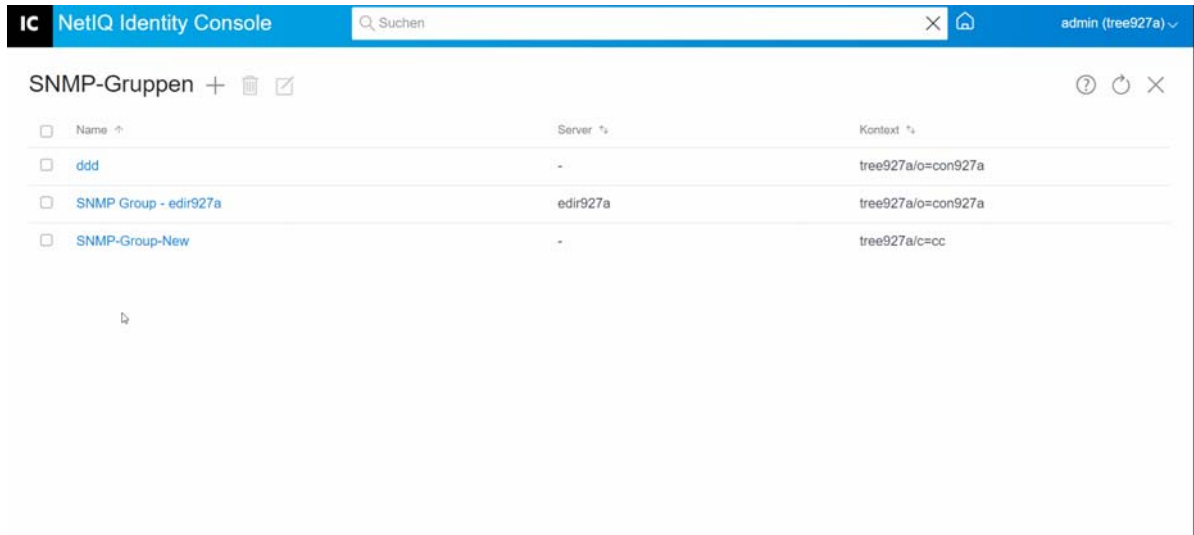 IC NetIQ Identity Console Suchen admin (tree927a)
SNMP-Gruppen
Name Server Kontext
ddd - tree927a/o=con927a
SNMP Group - edir927a edir927a tree927a/o=con927a
SNMP-Group-New - tree927a/c=cc